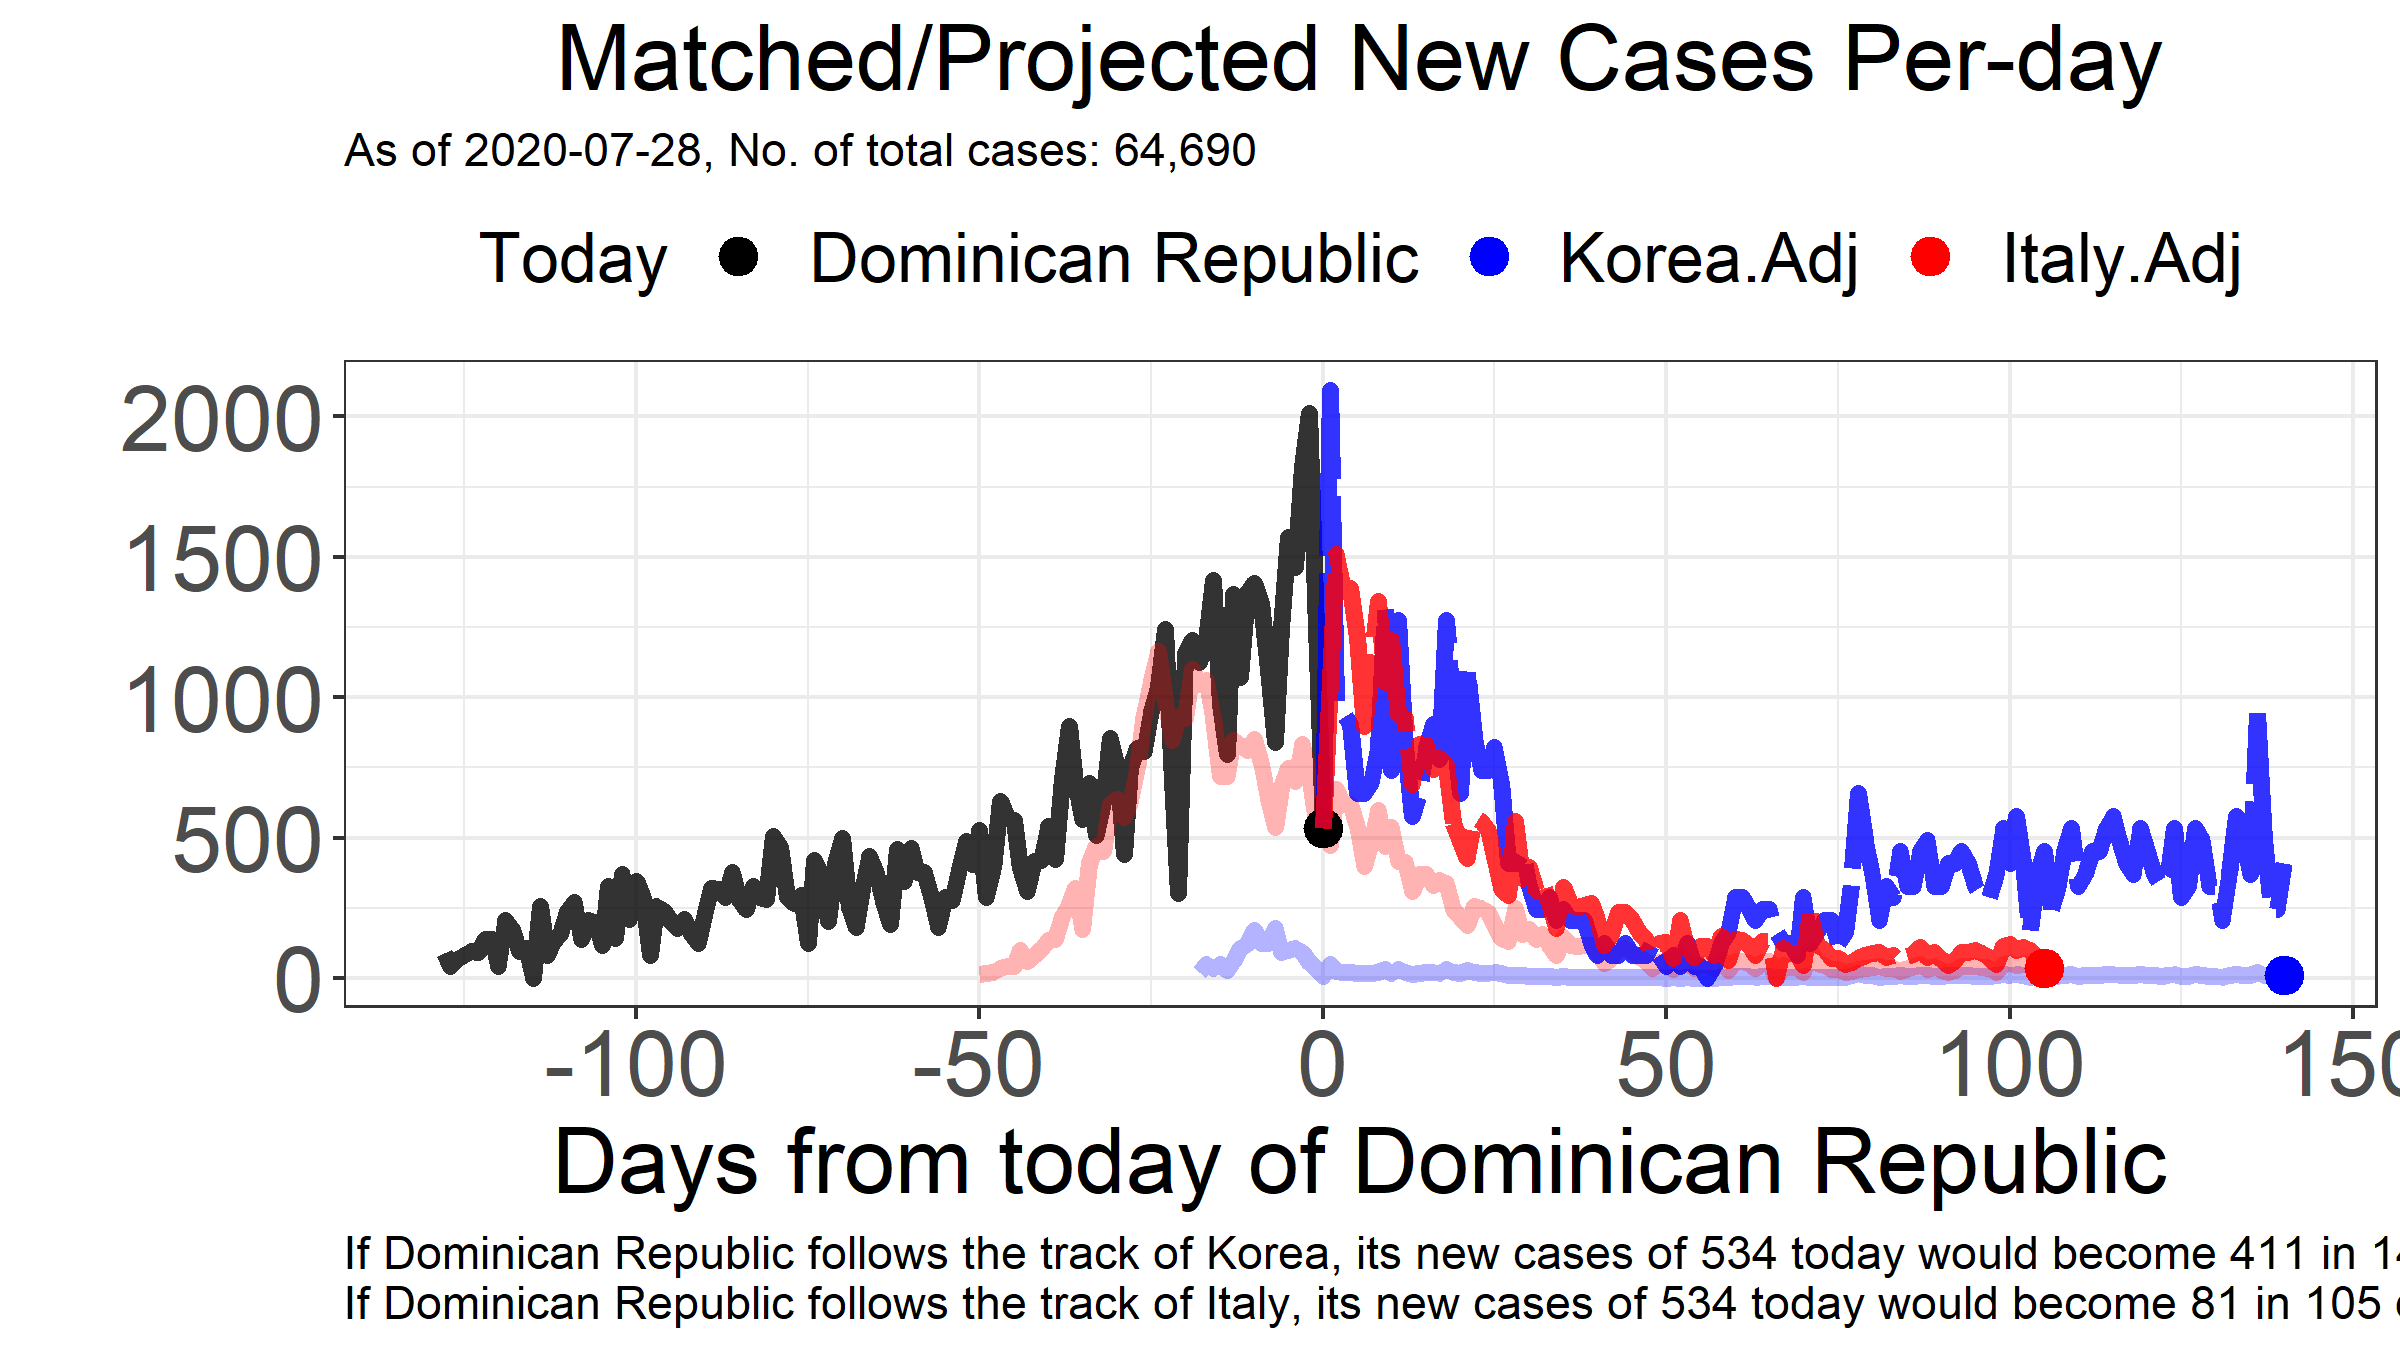 Matched/Projected New Cases Per-day
As of 2020-07-28, No. of total cases: 64,690
Today Dominican Republic Korea.Adj Italy.Adj
2000
1500
1000
500
0
-100 -50 0 50 100 150
Days from today of Dominican Republic
If Dominican Republic follows the track of Korea, its new cases of 534 today would become 411 in
If Dominican Republic follows the track of Italy, its new cases of 534 today would become 81 in 105